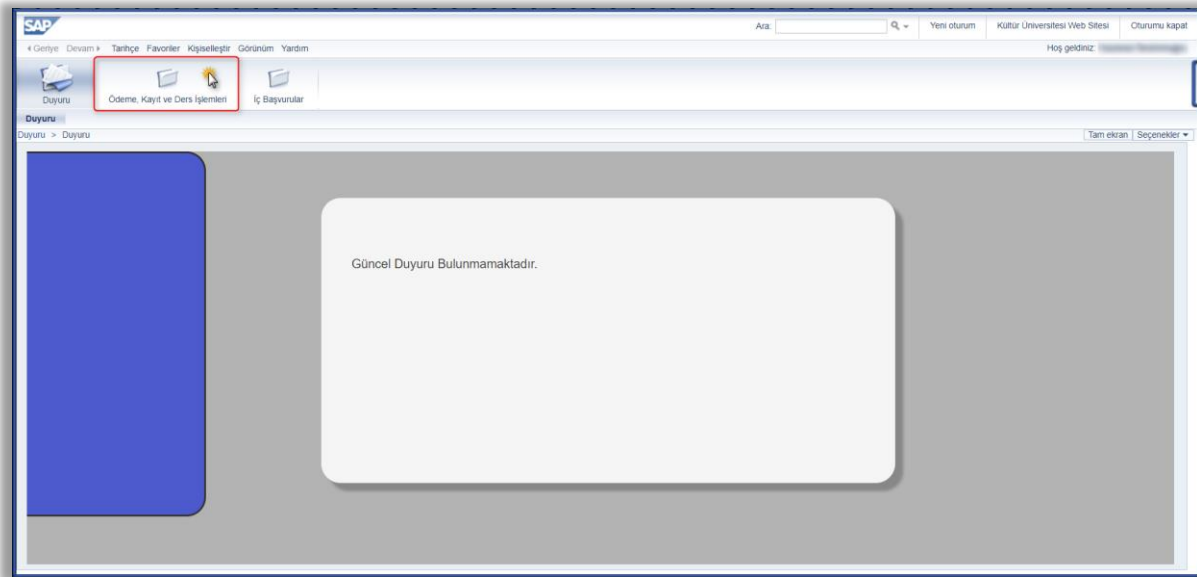 SAP
Ara:
Yeni oturum
Kültür Üniversitesi Web Sitesi
Oturumu kapat
Geriye Devam Tarihçe Favoriler Kişiselleştir Görünüm Yardım
Hoş geldiniz:
Duyuru
Ödeme, Kayıt ve Ders İşlemleri
İç Başvurular
Duyuru
Duyuru > Duyuru
Tam ekran
Seçenekler
Güncel Duyuru Bulunmamaktadır.